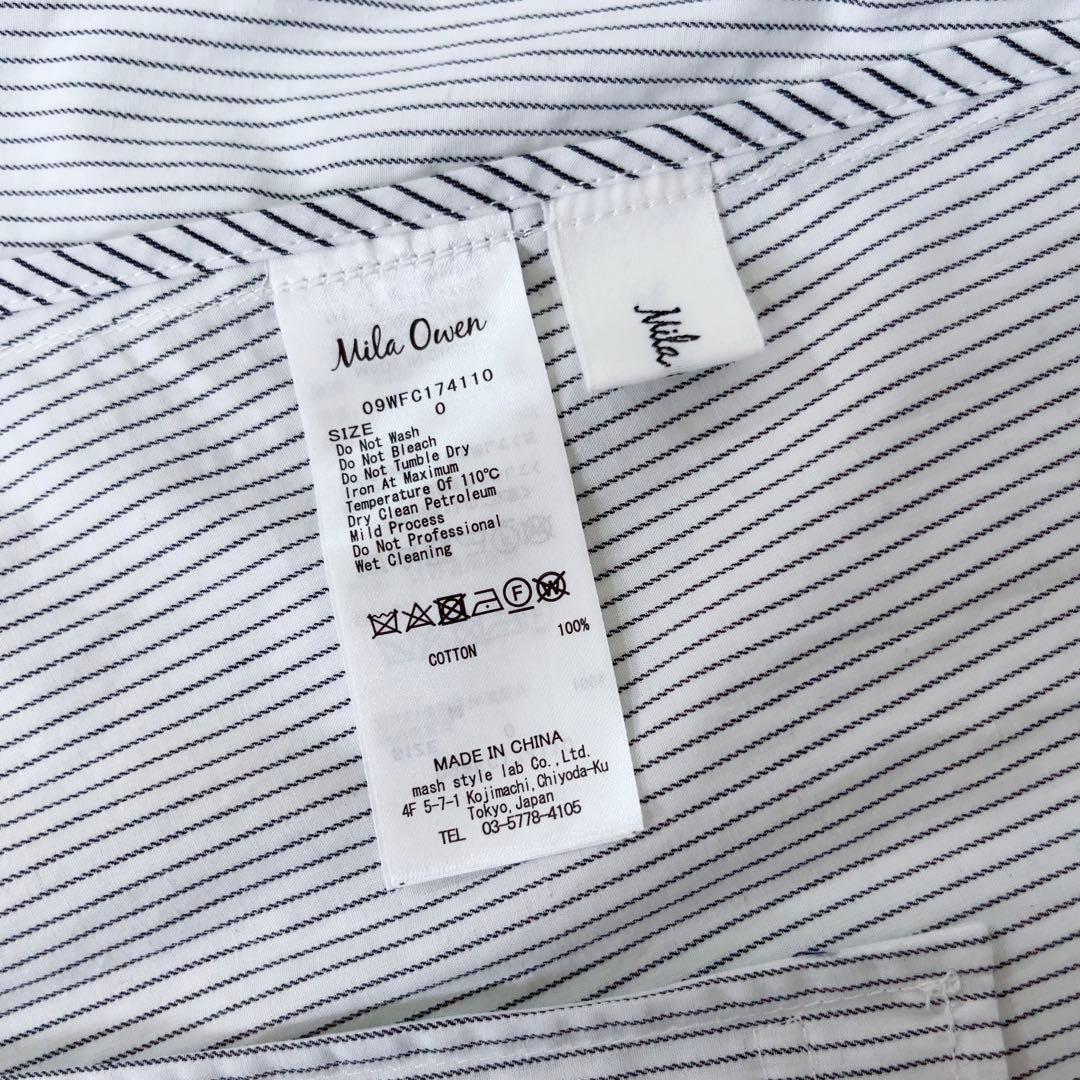 Mila Owen
09WFC174110
SIZE 0
Do Not Wash
Do Not Bleach
Do Not Tumble Dry
Iron At Maximum
Temperature Of 110℃
Dry Clean Petroleum
Mild Process
Do Not Professional
Wet Cleaning
F W
COTTON 100%
MADE IN CHINA
mash style lab Co.,Ltd.
4F 5-7-1 Kojimachi,Chiyoda-Ku
Tokyo,Japan
TEL 03-5778-4105
Mila